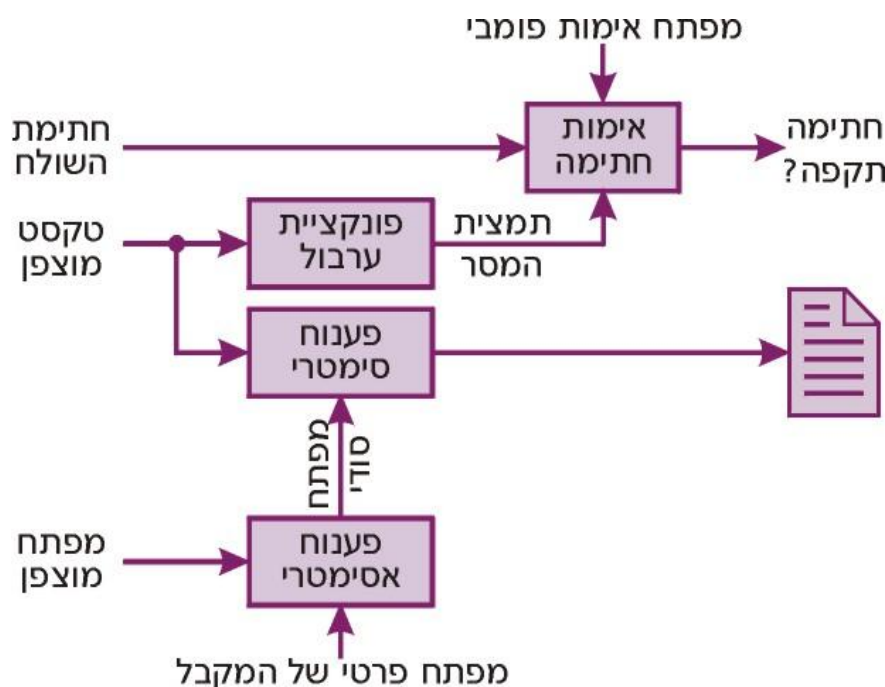 מפתח אימות פומבי
חתימת
השולח
אימות
חתימה
חתימה
תקפה?
טקסט
מוצפן
פונקציית
ערבול
תמצית
המסר
פענוח
סימטרי
מפתח
סודי
מפתח
מוצפן
פענוח
אסימטרי
מפתח פרטי של המקבל